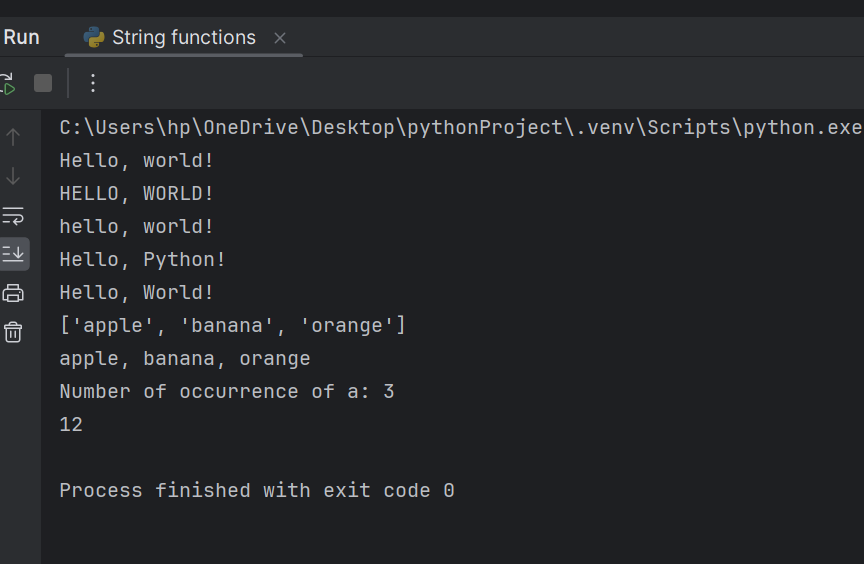 Run String functions
C:\Users\hp\OneDrive\Desktop\pythonProject\.venv\Scripts\python.exe
Hello, world!
HELLO, WORLD!
hello, world!
Hello, Python!
Hello, World!
['apple', 'banana', 'orange']
apple, banana, orange
Number of occurrence of a: 3
12
Process finished with exit code 0